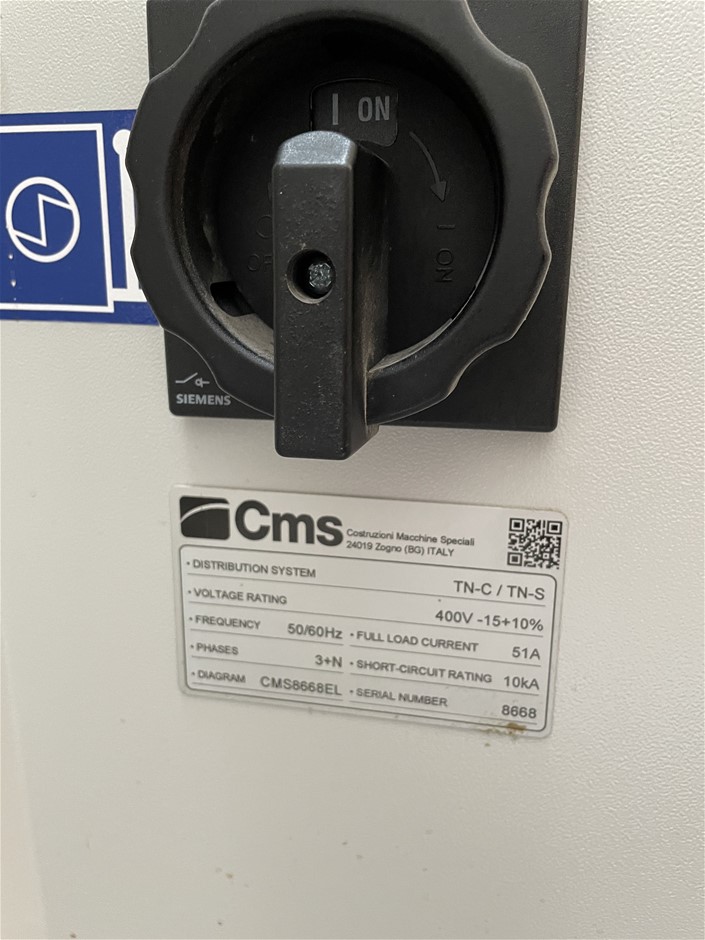 I ON
I ON
SIEMENS
Cms
Costruzioni Macchine Speciali
24019 Zogno (BG) ITALY
• DISTRIBUTION SYSTEM TN-C / TN-S
• VOLTAGE RATING 400V -15+10%
• FREQUENCY 50/60Hz • FULL LOAD CURRENT 51A
• PHASES 3+N • SHORT-CIRCUIT RATING 10kA
• DIAGRAM CMS8668EL • SERIAL NUMBER 8668